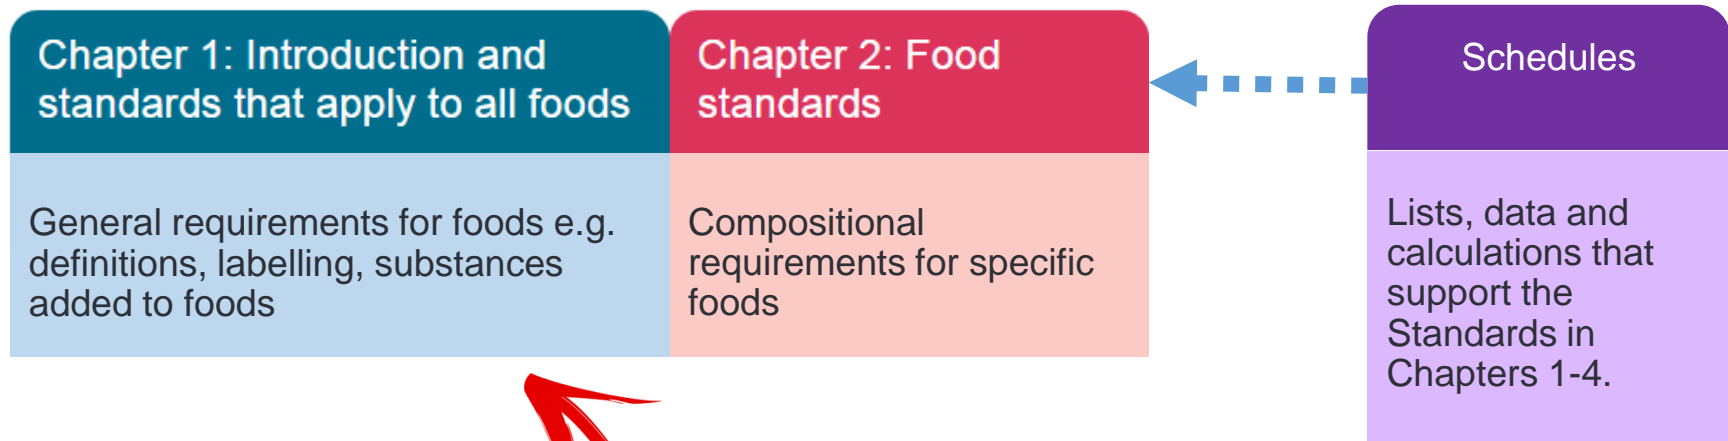 Chapter 1: Introduction and
standards that apply to all foods
General requirements for foods e.g.
definitions, labelling, substances
added to foods
Chapter 2: Food
standards
Compositional
requirements for specific
foods
Schedules
Lists, data and
calculations that
support the
Standards in
Chapters 1-4.